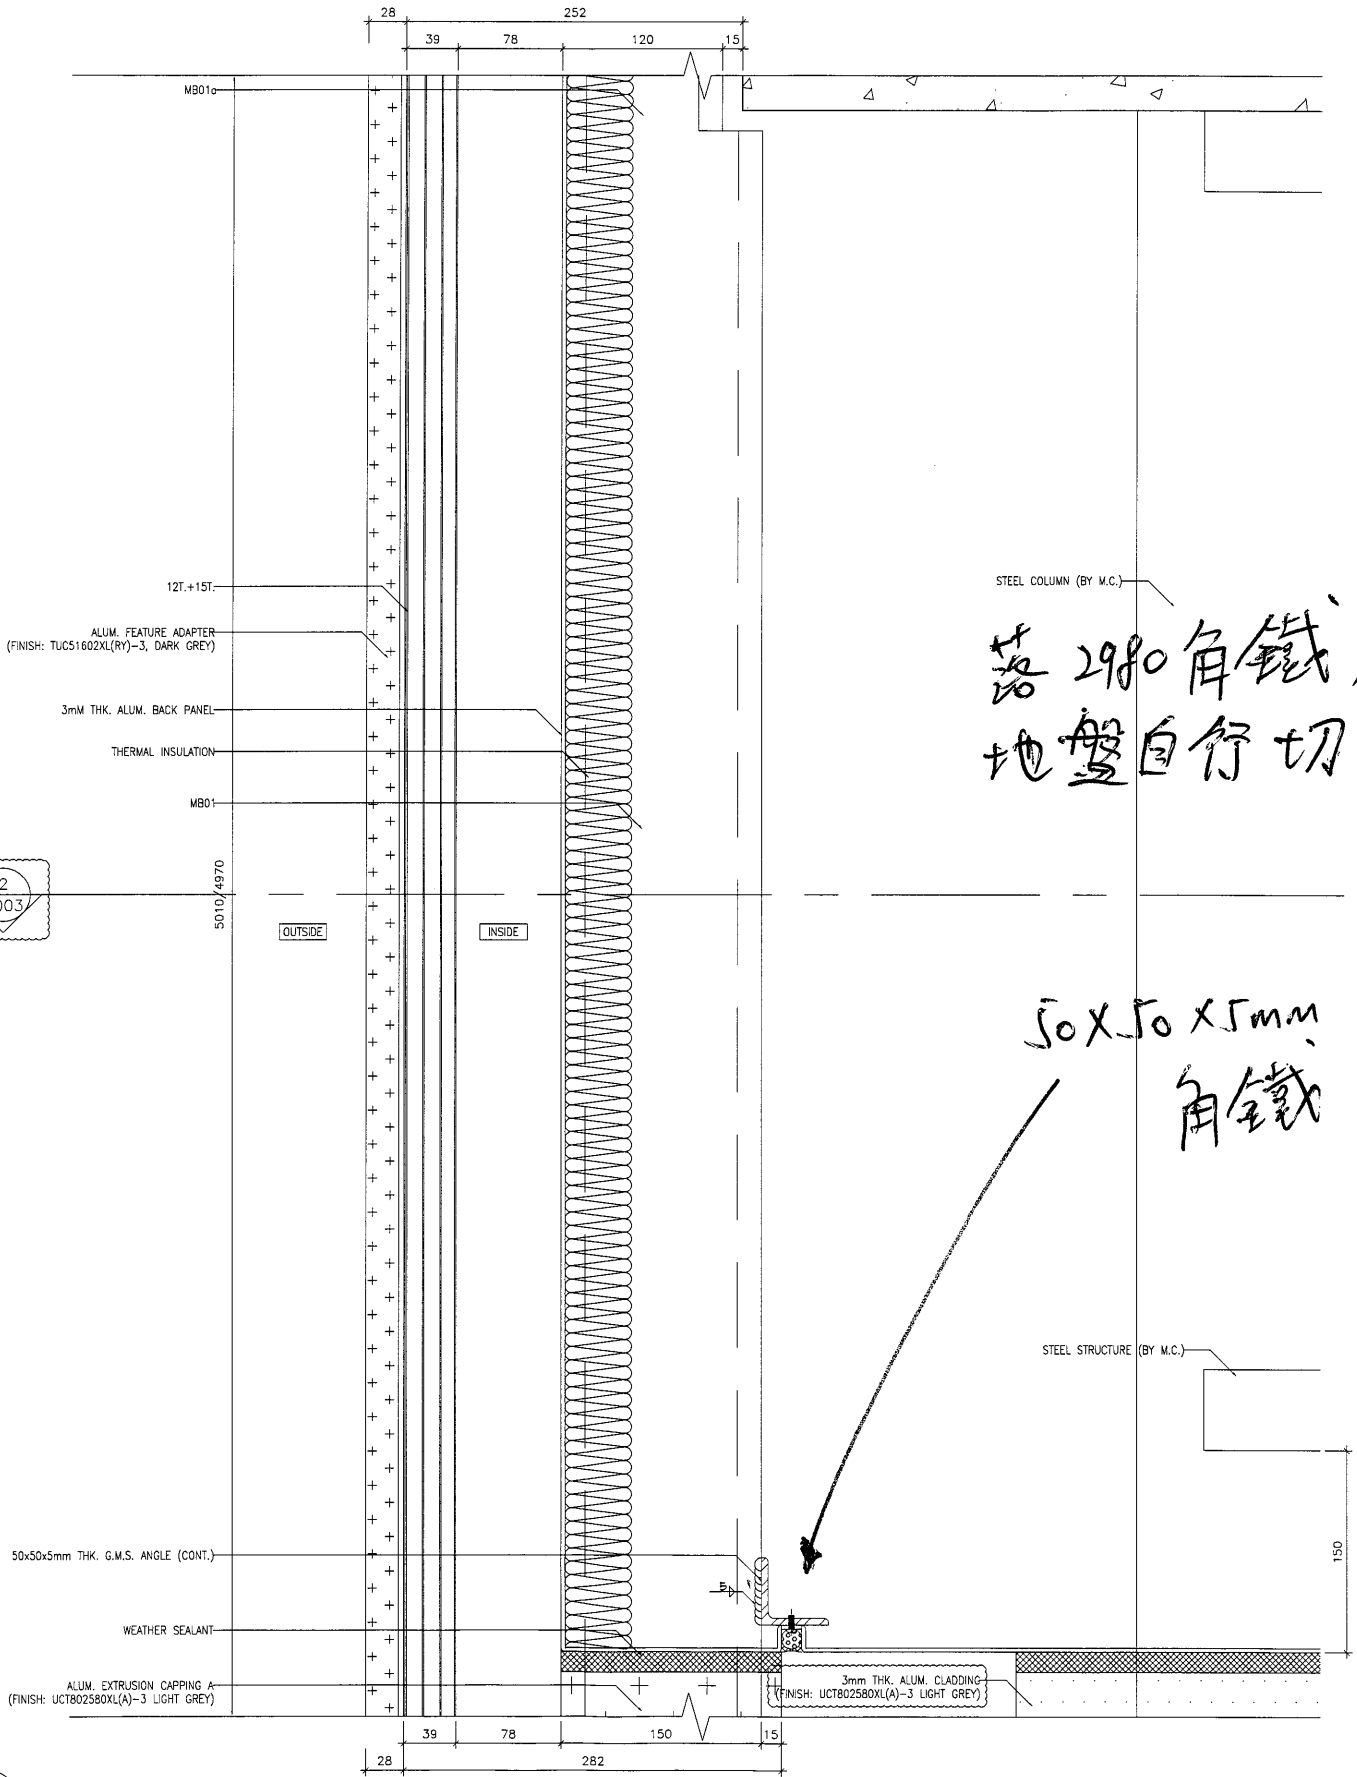 28
252
39
78
120
15
MB01a
12T.+15T.
ALUM. FEATURE ADAPTER
(FINISH: TUC51602XL(RY)-3, DARK GREY)
3mM THK. ALUM. BACK PANEL
THERMAL INSULATION
MB01
STEEL COLUMN (BY M.C.)
落 2980 角鐵,
地盤自行切
2
003
5010/4970
OUTSIDE
INSIDE
50X50X5mm
角鐵
STEEL STRUCTURE (BY M.C.)
150
50x50x5mm THK. G.M.S. ANGLE (CONT.)
5
WEATHER SEALANT
ALUM. EXTRUSION CAPPING A
(FINISH: UCT802580XL(A)-3 LIGHT GREY)
3mm THK. ALUM. CLADDING
(FINISH: UCT802580XL(A)-3 LIGHT GREY)
39
78
150
15
28
282